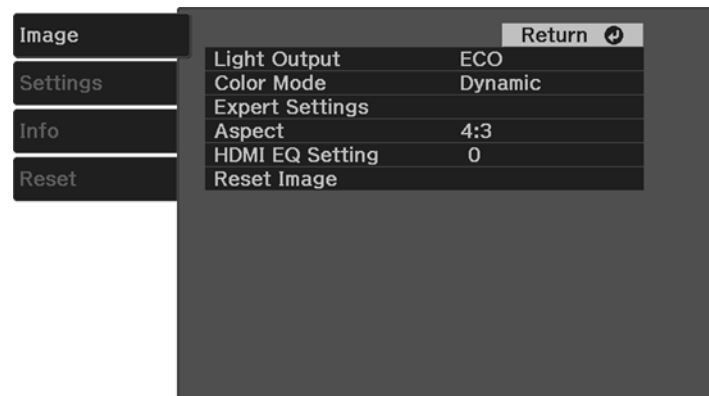 Image
Settings
Info
Reset
Return
Light Output ECO
Color Mode Dynamic
Expert Settings
Aspect 4:3
HDMI EQ Setting 0
Reset Image